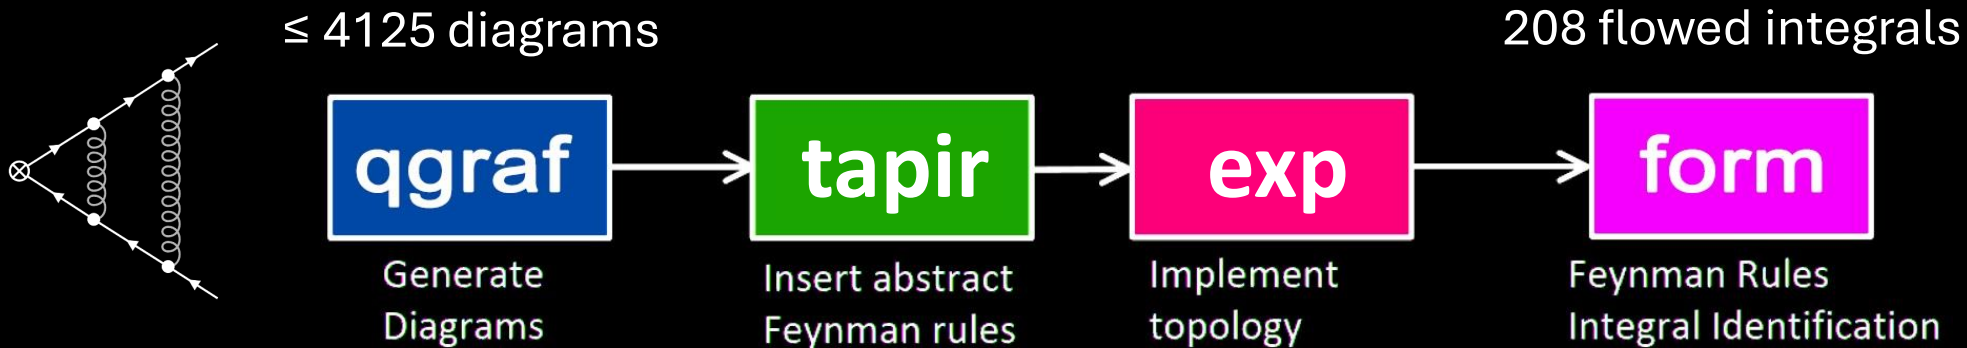 ≤ 4125 diagrams
208 flowed integrals
qgraf
tapir
exp
form
Generate
Diagrams
Insert abstract
Feynman rules
Implement
topology
Feynman Rules
Integral Identification